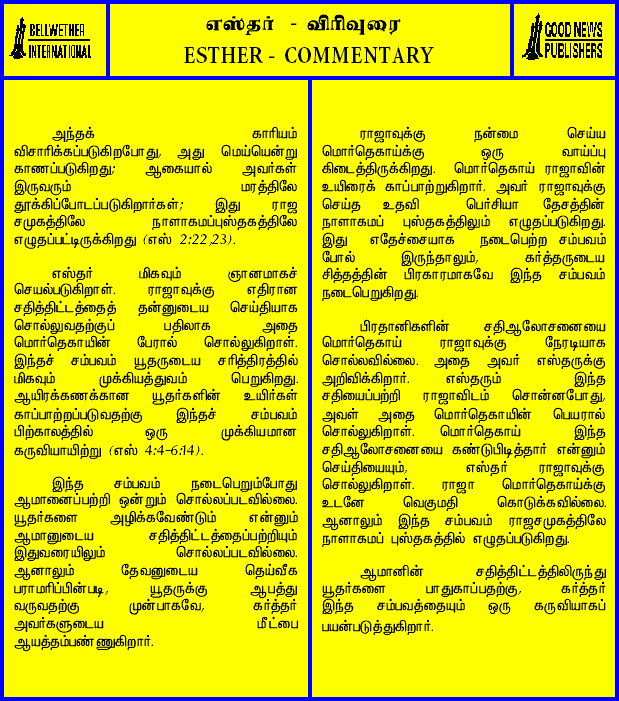 BELLWETHER
INTERNATIONAL
எஸ்தர் - விரிவுரை
ESTHER - COMMENTARY
GOOD NEWS
PUBLISHERS
அந்தக் காரியம்
விசாரிக்கப்படுகிறபோது, அது மெய்யென்று
காணப்படுகிறது; ஆகையால் அவர்கள்
இருவரும் மரத்திலே
தூக்கிப்போடப்படுகிறார்கள்; இது ராஜ
சமுகத்திலே நாளாகமப்புஸ்தகத்திலே
எழுதப்பட்டிருக்கிறது (எஸ் 2:22,23).
எஸ்தர் மிகவும் ஞானமாகச்
செயல்படுகிறாள். ராஜாவுக்கு எதிரான
சதித்திட்டத்தைத் தன்னுடைய செய்தியாக
சொல்லுவதற்குப் பதிலாக அதை
மொர்தெகாயின் பேரால் சொல்லுகிறாள்.
இந்தச் சம்பவம் யூதருடைய சரித்திரத்தில்
மிகவும் முக்கியத்துவம் பெறுகிறது.
ஆயிரக்கணக்கான யூதர்களின் உயிர்கள்
காப்பாற்றப்படுவதற்கு இந்தச் சம்பவம்
பிற்காலத்தில் ஒரு முக்கியமான
கருவியாயிற்று (எஸ் 4:4-6:14).
இந்த சம்பவம் நடைபெறும்போது
ஆமானைப்பற்றி ஒன்றும் சொல்லப்படவில்லை.
யூதர்களை அழிக்கவேண்டும் என்னும்
ஆமானுடைய சதித்திட்டத்தைப்பற்றியும்
இதுவரையிலும் சொல்லப்படவில்லை.
ஆனாலும் தேவனுடைய தெய்வீக
பராமரிப்பின்படி, யூதருக்கு ஆபத்து
வருவதற்கு முன்பாகவே, கர்த்தர்
அவர்களுடைய மீட்பை
ஆயத்தம்பண்ணுகிறார்.
ராஜாவுக்கு நன்மை செய்ய
மொர்தெகாய்க்கு ஒரு வாய்ப்பு
கிடைத்திருக்கிறது. மொர்தெகாய் ராஜாவின்
உயிரைக் காப்பாற்றுகிறார். அவர் ராஜாவுக்கு
செய்த உதவி பெர்சியா தேசத்தின்
நாளாகமப் புஸ்தகத்திலும் எழுதப்படுகிறது.
இது எதேச்சையாக நடைபெற்ற சம்பவம்
போல் இருந்தாலும், கர்த்தருடைய
சித்தத்தின் பிரகாரமாகவே இந்த சம்பவம்
நடைபெறுகிறது.
பிரதானிகளின் சதிஆலோசனையை
மொர்தெகாய் ராஜாவுக்கு நேரடியாக
சொல்லவில்லை. அதை அவர் எஸ்தருக்கு
அறிவிக்கிறார். எஸ்தரும் இந்த
சதியைப்பற்றி ராஜாவிடம் சொன்னபோது,
அவள் அதை மொர்தெகாயின் பெயரால்
சொல்லுகிறாள். மொர்தெகாய் இந்த
சதிஆலோசனையை கண்டுபிடித்தார் என்னும்
செய்தியையும், எஸ்தர் ராஜாவுக்கு
சொல்லுகிறாள். ராஜா மொர்தெகாய்க்கு
உடனே வெகுமதி கொடுக்கவில்லை.
ஆனாலும் இந்த சம்பவம் ராஜசமுகத்திலே
நாளாகமப் புஸ்தகத்தில் எழுதப்படுகிறது.
ஆமானின் சதித்திட்டத்திலிருந்து
யூதர்களை பாதுகாப்பதற்கு, கர்த்தர்
இந்த சம்பவத்தையும் ஒரு கருவியாகப்
பயன்படுத்துகிறார்.